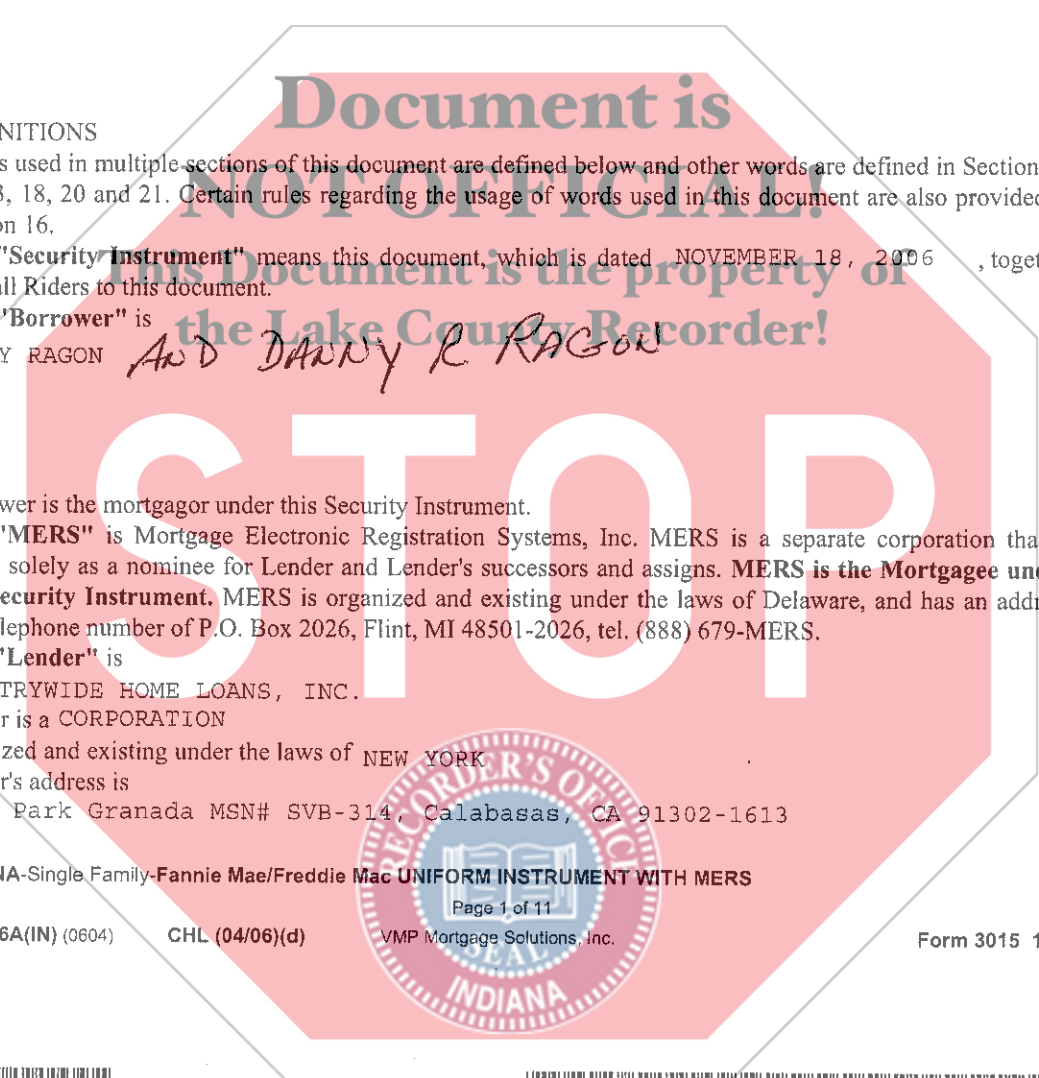 Document is
NITIONS
s used in multiple sections of this document are defined below and other words are defined in Section
3, 18, 20 and 21. Certain rules regarding the usage of words used in this document are also provided
NOT OFFICIAL!
on 16.
"Security Instrument" means this document, which is dated NOVEMBER 18, 2006 , toget
This Document is the property of
ll Riders to this document.
"Borrower" is
the Lake County Recorder!
Y RAGON AND DANNY R RAGON
STOP
wer is the mortgagor under this Security Instrument.
"MERS" is Mortgage Electronic Registration Systems, Inc. MERS is a separate corporation tha
solely as a nominee for Lender and Lender's successors and assigns. MERS is the Mortgagee und
ecurity Instrument. MERS is organized and existing under the laws of Delaware, and has an addr
lephone number of P.O. Box 2026, Flint, MI 48501-2026, tel. (888) 679-MERS.
"Lender" is
TRYWIDE HOME LOANS, INC.
r is a CORPORATION
zed and existing under the laws of NEW YORK
r's address is
Park Granada MSN# SVB-314, Calabasas, CA 91302-1613
RECORDER'S OFFICE
NA-Single Family-Fannie Mae/Freddie Mac UNIFORM INSTRUMENT WITH MERS
Page 1 of 11
6A(IN) (0604) CHL (04/06)(d) VMP Mortgage Solutions, Inc. Form 3015 1
SEAL
INDIANA